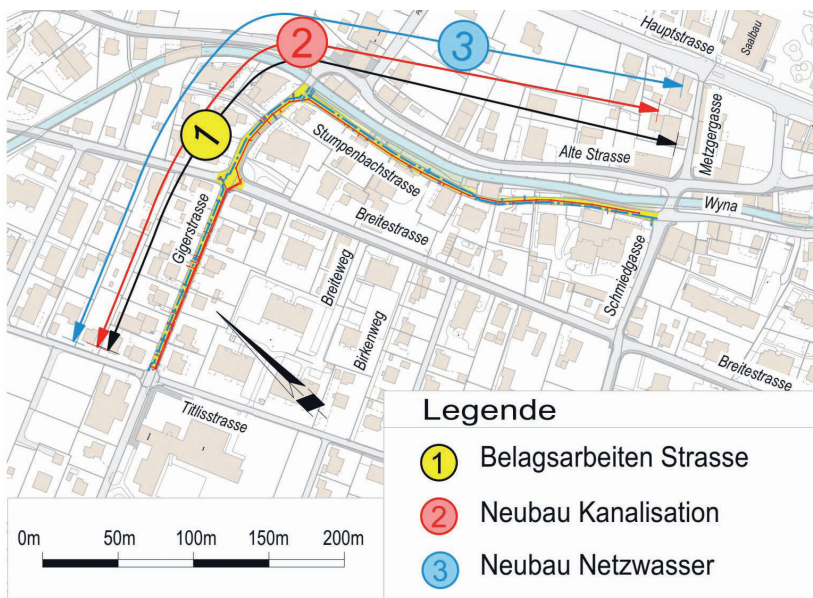 Hauptstrasse
Saalbau
2
3
1
Metzgergasse
Alte Strasse
Stumpenbachstrasse
Wyna
Gigerstrasse
Breitestrasse
Breiteweg
Schmiedgasse
Birkenweg
Breitestrasse
Titlisstrasse
Legende
1 Belagsarbeiten Strasse
2 Neubau Kanalisation
3 Neubau Netzwasser
0m 50m 100m 150m 200m